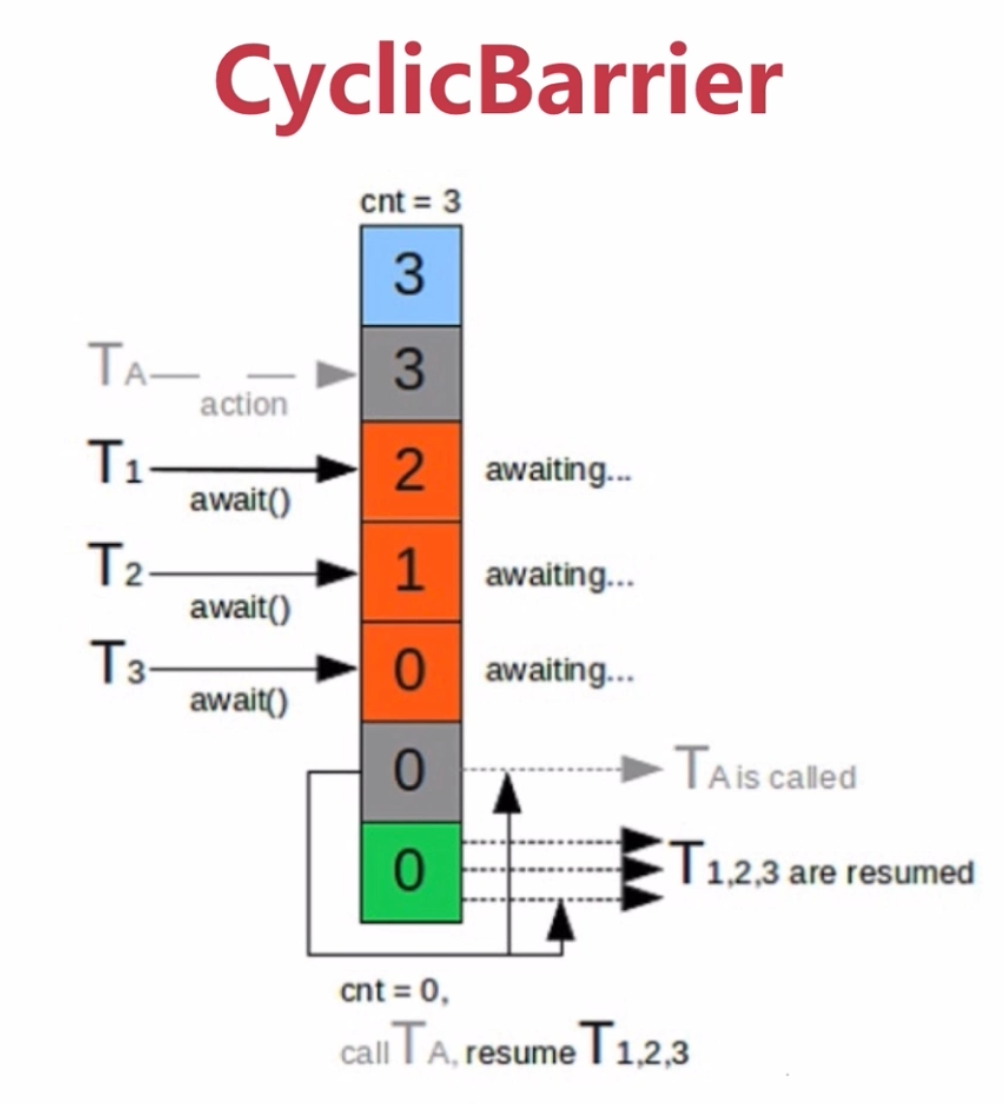 CyclicBarrier
cnt = 3
3
TA
action
3
T1
await()
2
awaiting...
T2
await()
1
awaiting...
T3
await()
0
awaiting...
0
TA is called
0
T1,2,3 are resumed
cnt = 0,
call TA, resume T1,2,3